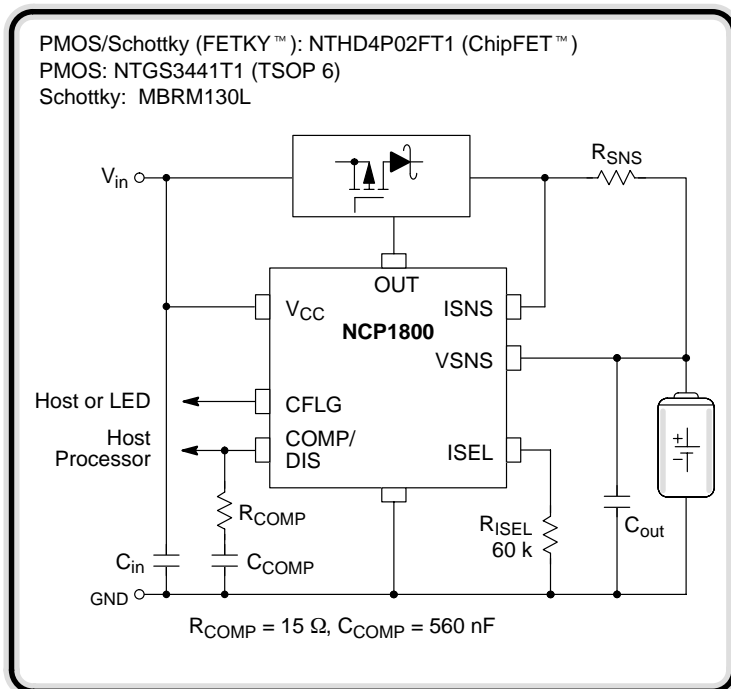 PMOS/Schottky (FETKY™): NTHD4P02FT1 (ChipFET™)
PMOS: NTGS3441T1 (TSOP 6)
Schottky: MBRM130L
RSNS
Vin
OUT
VCC
ISNS
NCP1800
VSNS
Host or LED
CFLG
Host
Processor
COMP/
DIS
ISEL
+
−
RCOMP
RISEL
60 k
Cout
Cin
CCOMP
GND
RCOMP = 15 Ω, CCOMP = 560 nF